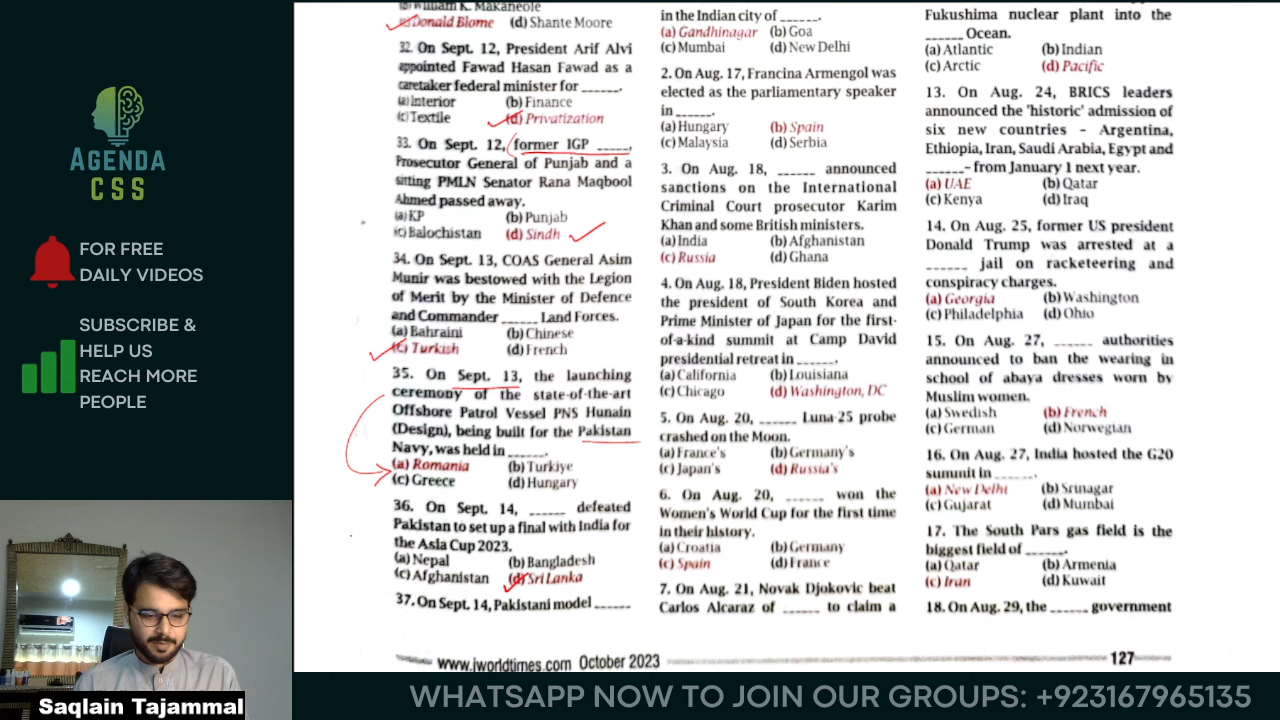 AGENDA
CSS
FOR FREE
DAILY VIDEOS
SUBSCRIBE &
HELP US
REACH MORE
PEOPLE
Saqlain Tajammal
(b) William K. Makaneole
(c) Donald Blome (d) Shante Moore
32. On Sept. 12, President Arif Alvi
appointed Fawad Hasan Fawad as a
caretaker federal minister for ______.
(a) Interior (b) Finance
(c) Textile (d) Privatization
33. On Sept. 12, former IGP _____,
Prosecutor General of Punjab and a
sitting PMLN Senator Rana Maqbool
Ahmed passed away.
(a) KP (b) Punjab
(c) Balochistan (d) Sindh
34. On Sept. 13, COAS General Asim
Munir was bestowed with the Legion
of Merit by the Minister of Defence
and Commander ______ Land Forces.
(a) Bahraini (b) Chinese
(c) Turkish (d) French
35. On Sept. 13, the launching
ceremony of the state-of-the-art
Offshore Patrol Vessel PNS Hunain
(Design), being built for the Pakistan
Navy, was held in ______.
(a) Romania (b) Turkiye
(c) Greece (d) Hungary
36. On Sept. 14, ______ defeated
Pakistan to set up a final with India for
the Asia Cup 2023.
(a) Nepal (b) Bangladesh
(c) Afghanistan (d) Sri Lanka
37. On Sept. 14, Pakistani model ______
in the Indian city of ______.
(a) Gandhinagar (b) Goa
(c) Mumbai (d) New Delhi
2. On Aug. 17, Francina Armengol was
elected as the parliamentary speaker
in ______.
(a) Hungary (b) Spain
(c) Malaysia (d) Serbia
3. On Aug. 18, ______ announced
sanctions on the International
Criminal Court prosecutor Karim
Khan and some British ministers.
(a) India (b) Afghanistan
(c) Russia (d) Ghana
4. On Aug. 18, President Biden hosted
the president of South Korea and
Prime Minister of Japan for the first-
of-a-kind summit at Camp David
presidential retreat in ______.
(a) California (b) Louisiana
(c) Chicago (d) Washington, DC
5. On Aug. 20, ______ Luna-25 probe
crashed on the Moon.
(a) France's (b) Germany's
(c) Japan's (d) Russia's
6. On Aug. 20, ______ won the
Women's World Cup for the first time
in their history.
(a) Croatia (b) Germany
(c) Spain (d) France
7. On Aug. 21, Novak Djokovic beat
Carlos Alcaraz of ______ to claim a
Fukushima nuclear plant into the
______ Ocean.
(a) Atlantic (b) Indian
(c) Arctic (d) Pacific
13. On Aug. 24, BRICS leaders
announced the 'historic' admission of
six new countries - Argentina,
Ethiopia, Iran, Saudi Arabia, Egypt and
______- from January 1 next year.
(a) UAE (b) Qatar
(c) Kenya (d) Iraq
14. On Aug. 25, former US president
Donald Trump was arrested at a
______ jail on racketeering and
conspiracy charges.
(a) Georgia (b) Washington
(c) Philadelphia (d) Ohio
15. On Aug. 27, ______ authorities
announced to ban the wearing in
school of abaya dresses worn by
Muslim women.
(a) Swedish (b) French
(c) German (d) Norwegian
16. On Aug. 27, India hosted the G20
summit in ______.
(a) New Delhi (b) Srinagar
(c) Gujarat (d) Mumbai
17. The South Pars gas field is the
biggest field of ______.
(a) Qatar (b) Armenia
(c) Iran (d) Kuwait
18. On Aug. 29, the ______ government
www.jworldtimes.com October 2023
127
WHATSAPP NOW TO JOIN OUR GROUPS: +923167965135